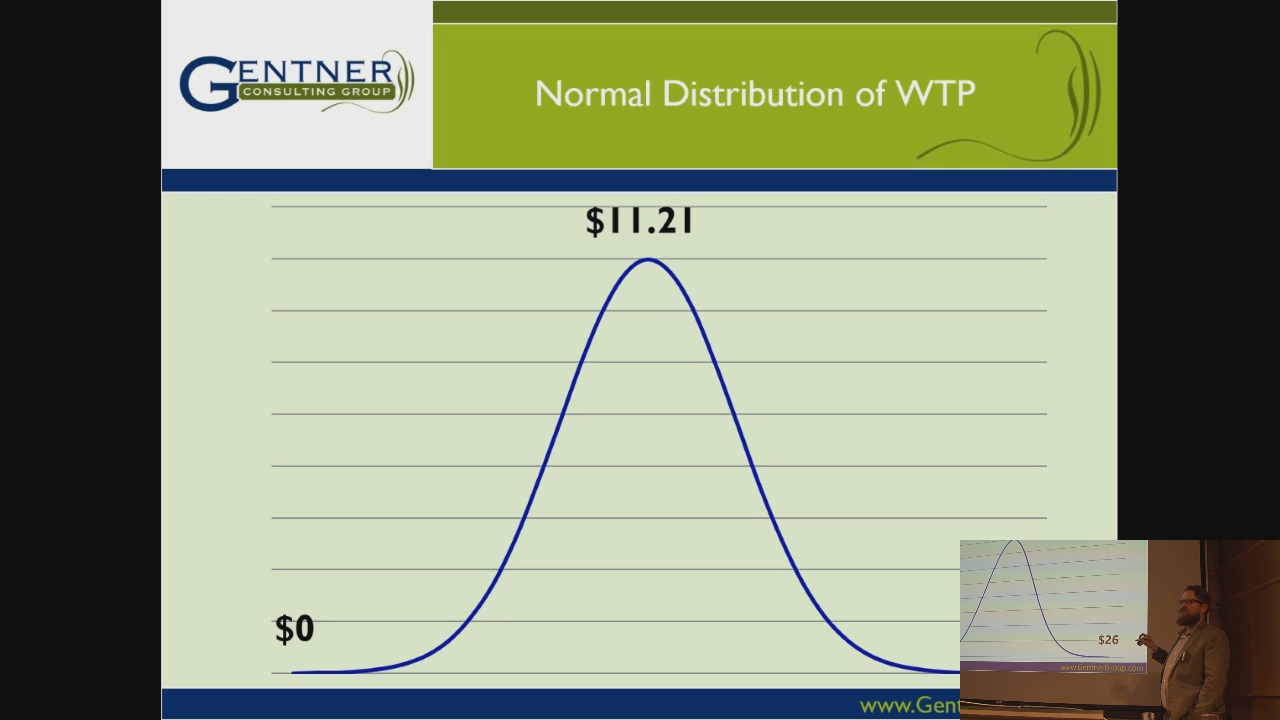 GENTNER
CONSULTING GROUP
Normal Distribution of WTP
$11.21
$0
$26
www.GentnerGroup.com
www.Gent